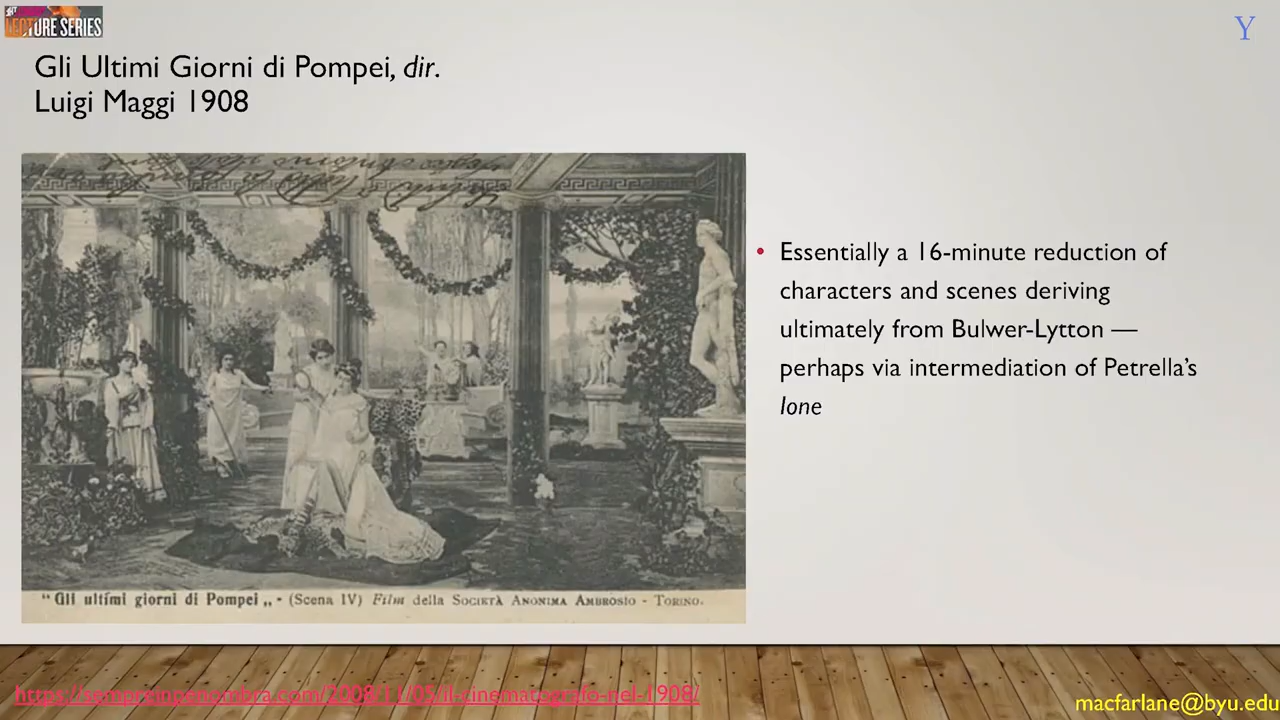 LECTURE SERIES
Y
Gli Ultimi Giorni di Pompei, dir.
Luigi Maggi 1908
• Essentially a 16-minute reduction of
characters and scenes deriving
ultimately from Bulwer-Lytton —
perhaps via intermediation of Petrella’s
Ione
"Gli ultimi giorni di Pompei„ - (Scena IV) Film della SOCIETÀ ANONIMA AMBROSIO - TORINO.
https://sempreinpenombra.com/2008/11/05/il-cinematografo-nel-1908/
macfarlane@byu.edu